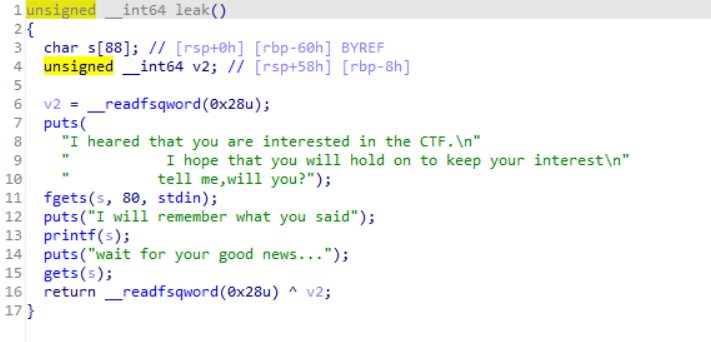 1 unsigned __int64 leak()
2 {
3   char s[88]; // [rsp+0h] [rbp-60h] BYREF
4   unsigned __int64 v2; // [rsp+58h] [rbp-8h]
5
6   v2 = __readfsqword(0x28u);
7   puts(
8     "I heared that you are interested in the CTF.\n"
9     "          I hope that you will hold on to keep your interest\n"
10     "         tell me,will you?");
11   fgets(s, 80, stdin);
12   puts("I will remember what you said");
13   printf(s);
14   puts("wait for your good news...");
15   gets(s);
16   return __readfsqword(0x28u) ^ v2;
17 }